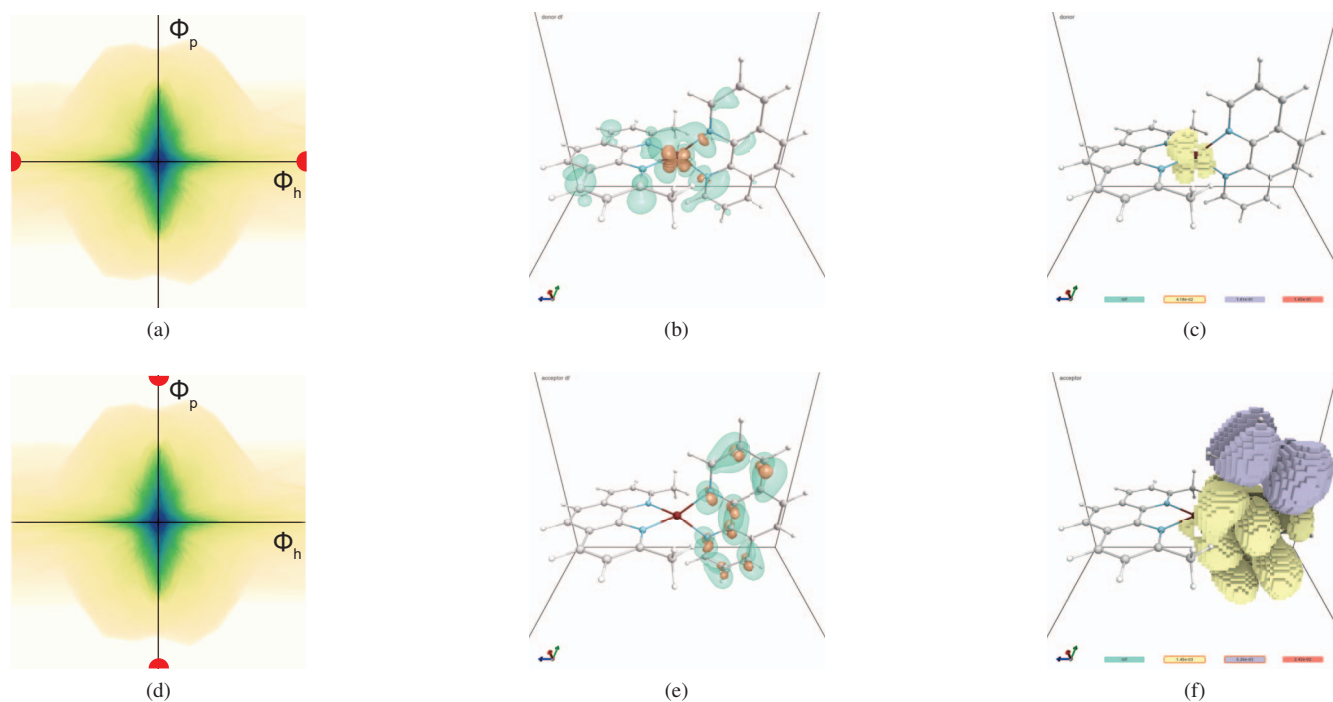 Φp
Φh
donor df
donor
(a)
(b)
(c)
Φp
Φh
acceptor df
acceptor
(d)
(e)
(f)